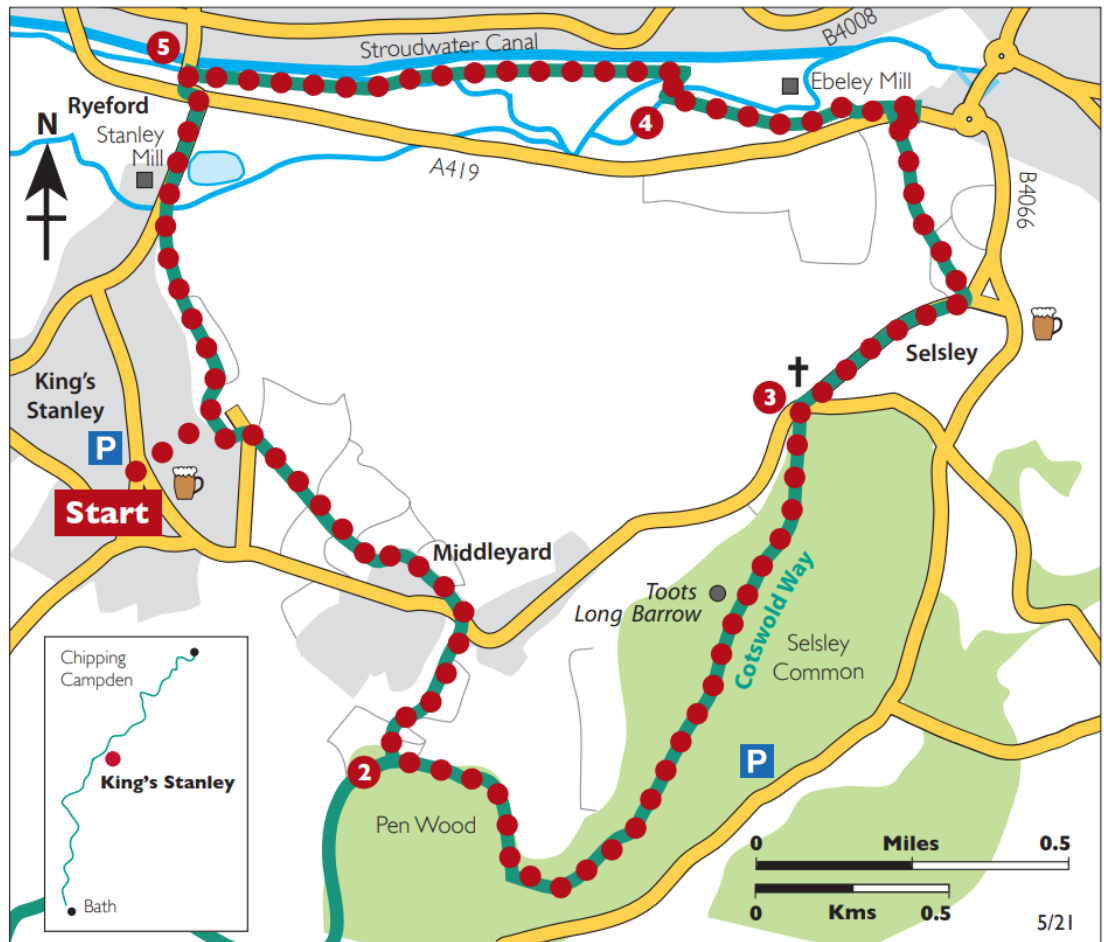 B4008
5
Stroudwater Canal
Ryeford
Ebeley Mill
N
Stanley
Mill
4
A419
B4066
King's
Stanley
3
Selsley
P
Start
Middleyard
Toots
Long Barrow
Cotswold Way
Selsley
Common
Chipping
Campden
King's Stanley
Bath
2
Pen Wood
P
0 Miles 0.5
0 Kms 0.5
5/21